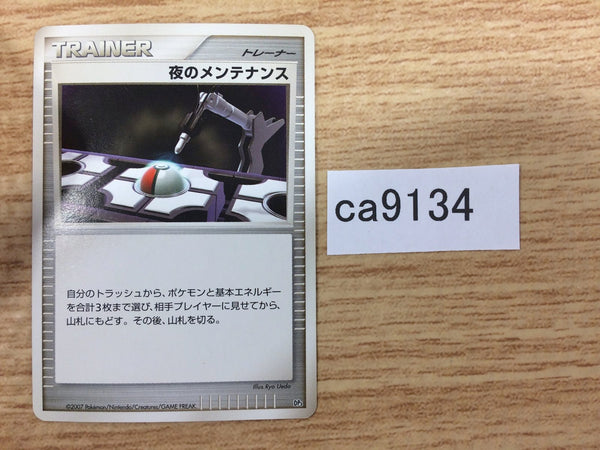 TRAINER トレーナー
夜のメンテナンス
自分のトラッシュから、ポケモンと基本エネルギー
を合計3枚まで選び、相手プレイヤーに見せてから、
山札にもどす。その後、山札を切る。
Illus. Ryo Ueda
©2007 Pokémon/Nintendo/Creatures/GAME FREAK.
ca9134